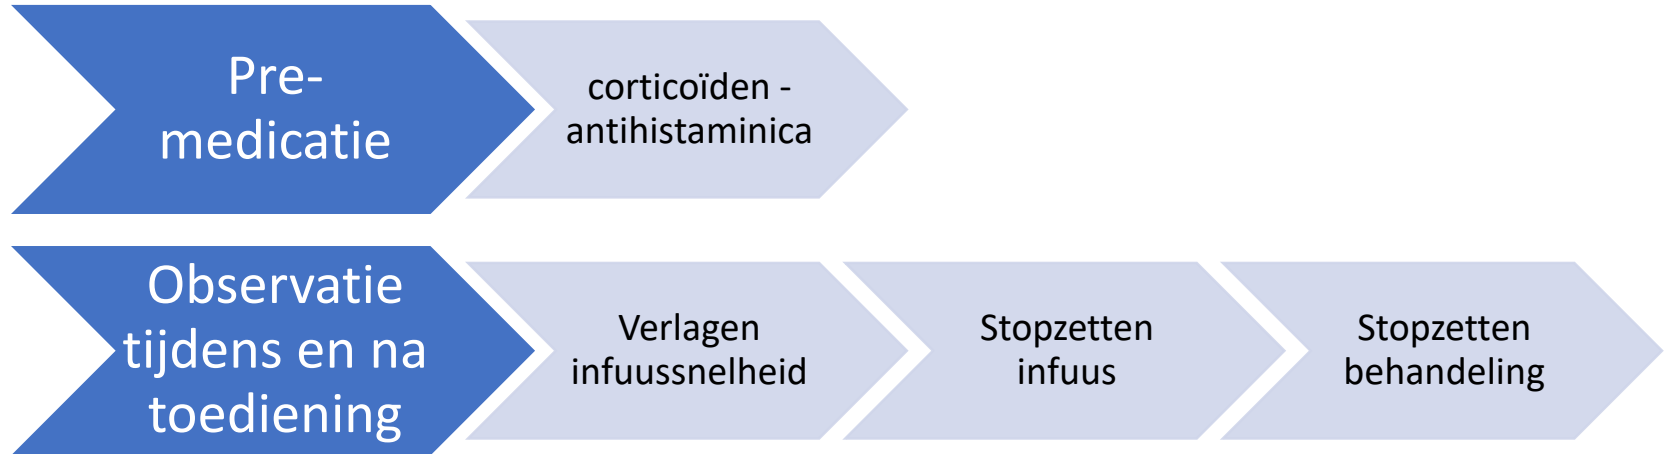 Pre-
medicatie
corticoïden -
antihistaminica
Observatie
tijdens en na
toediening
Verlagen
infuussnelheid
Stopzetten
infuus
Stopzetten
behandeling